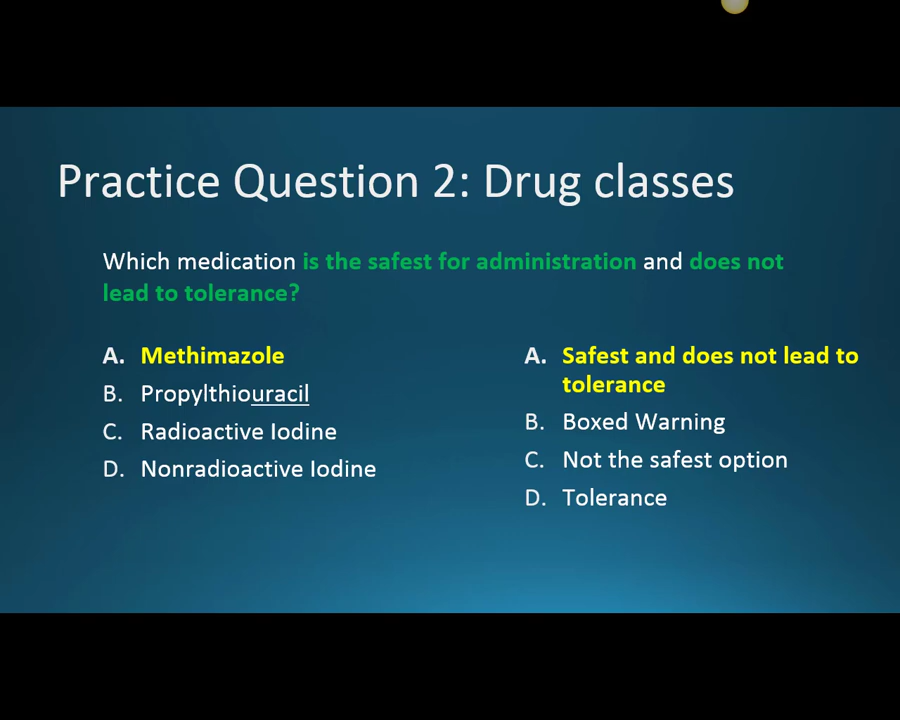 Practice Question 2: Drug classes
Which medication is the safest for administration and does not
lead to tolerance?
A. Methimazole
B. Propylthiouracil
C. Radioactive Iodine
D. Nonradioactive Iodine
A. Safest and does not lead to
tolerance
B. Boxed Warning
C. Not the safest option
D. Tolerance